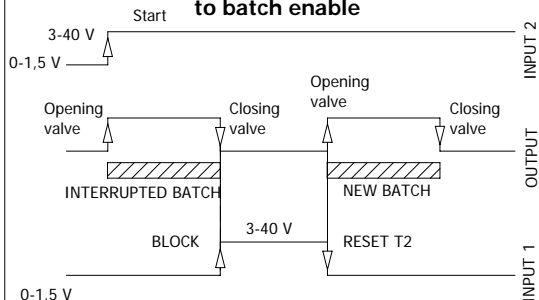 to batch enable
Start
3-40 V
0-1,5 V
INPUT 2
Opening
valve
Closing
valve
Opening
valve
Closing
valve
OUTPUT
INTERRUPTED BATCH
NEW BATCH
BLOCK
3-40 V
RESET T2
0-1,5 V
INPUT 1